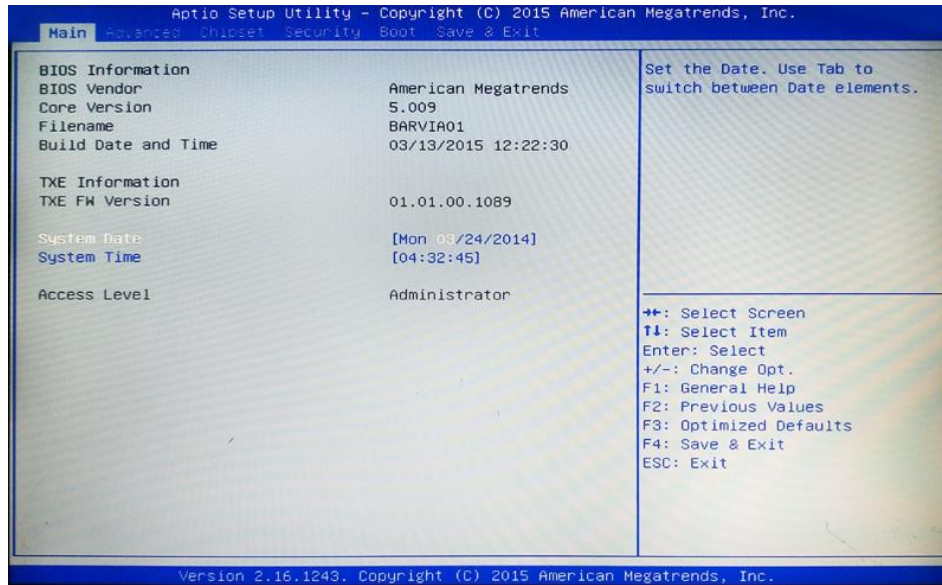 Aptio Setup Utility - Copyright (C) 2015 American Megatrends, Inc.
Main Advanced Chipset Security Boot Save & Exit
BIOS Information
BIOS Vendor American Megatrends
Core Version 5.009
Filename BARVIA01
Build Date and Time 03/13/2015 12:22:30
TXE Information
TXE FW Version 01.01.00.1089
System Date [Mon 03/24/2014]
System Time [04:32:45]
Access Level Administrator
Set the Date. Use Tab to
switch between Date elements.
→←: Select Screen
↑↓: Select Item
Enter: Select
+/-: Change Opt.
F1: General Help
F2: Previous Values
F3: Optimized Defaults
F4: Save & Exit
ESC: Exit
Version 2.16.1243. Copyright (C) 2015 American Megatrends, Inc.